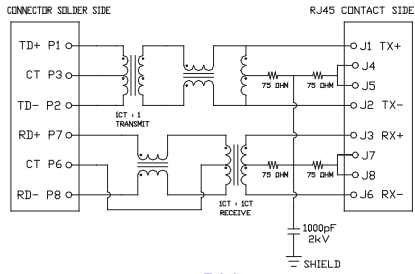 CONNECTOR SOLDER SIDE
RJ45 CONTACT SIDE
TD+ P1
J1 TX+
J4
CT P3
75 OHM
75 OHM
J5
TD- P2
J2 TX-
1CT : 1
TRANSMIT
RD+ P7
J3 RX+
J7
CT P6
75 OHM
75 OHM
J8
RD- P8
J6 RX-
1CT : 1CT
RECEIVE
1000pF
2kV
SHIELD